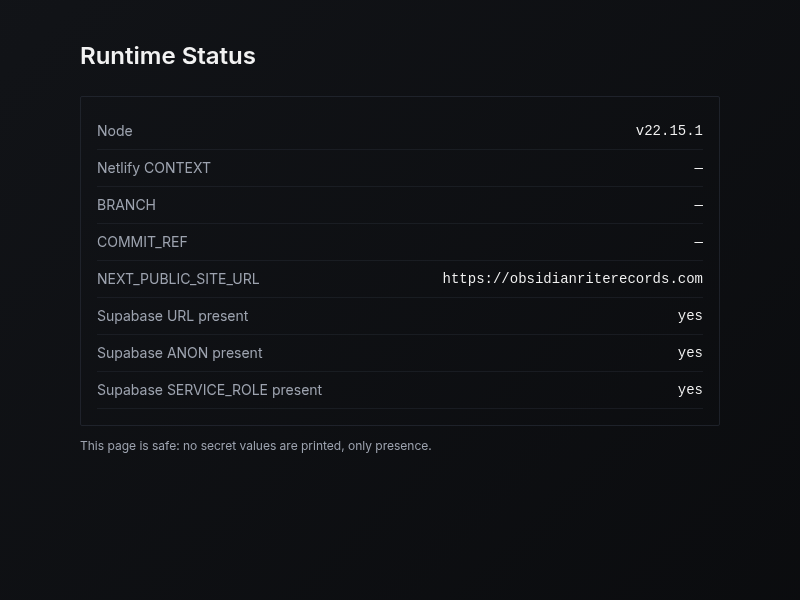 Runtime Status
Node v22.15.1
Netlify CONTEXT —
BRANCH —
COMMIT_REF —
NEXT_PUBLIC_SITE_URL https://obsidianriterecords.com
Supabase URL present yes
Supabase ANON present yes
Supabase SERVICE_ROLE present yes
This page is safe: no secret values are printed, only presence.